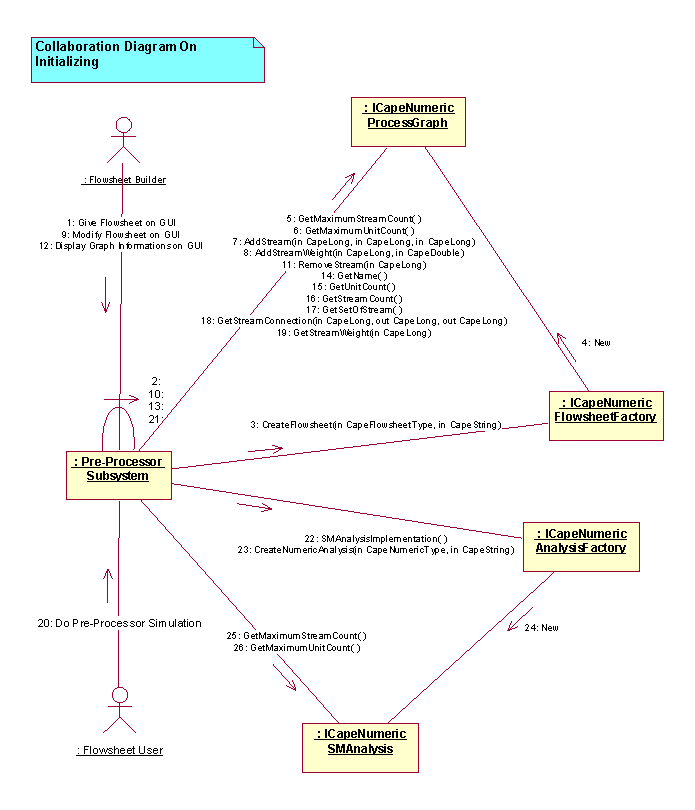 Collaboration Diagram On
Initializing
: ICapeNumeric
ProcessGraph
: Flowsheet Builder
1: Give Flowsheet on GUI
9: Modify Flowsheet on GUI
12: Display Graph Informations on GUI
5: GetMaximumStreamCount( )
6: GetMaximumUnitCount( )
7: AddStream(in CapeLong, in CapeLong, in CapeLong)
8: AddStreamWeight(in CapeLong, in CapeDouble)
11: RemoveStream(in CapeLong)
14: GetName( )
15: GetUnitCount( )
16: GetStreamCount( )
17: GetSetOfStream( )
18: GetStreamConnection(in CapeLong, out CapeLong, out CapeLong)
19: GetStreamWeight(in CapeLong)
4: New
2:
10:
13:
21:
: ICapeNumeric
FlowsheetFactory
3: CreateFlowsheet(in CapeFlowsheetType, in CapeString)
: Pre-Processor
Subsystem
: ICapeNumeric
AnalysisFactory
22: SMAnalysisImplementation( )
23: CreateNumericAnalysis(in CapeNumericType, in CapeString)
20: Do Pre-Processor Simulation
24: New
25: GetMaximumStreamCount( )
26: GetMaximumUnitCount( )
: ICapeNumeric
SMAnalysis
: Flowsheet User